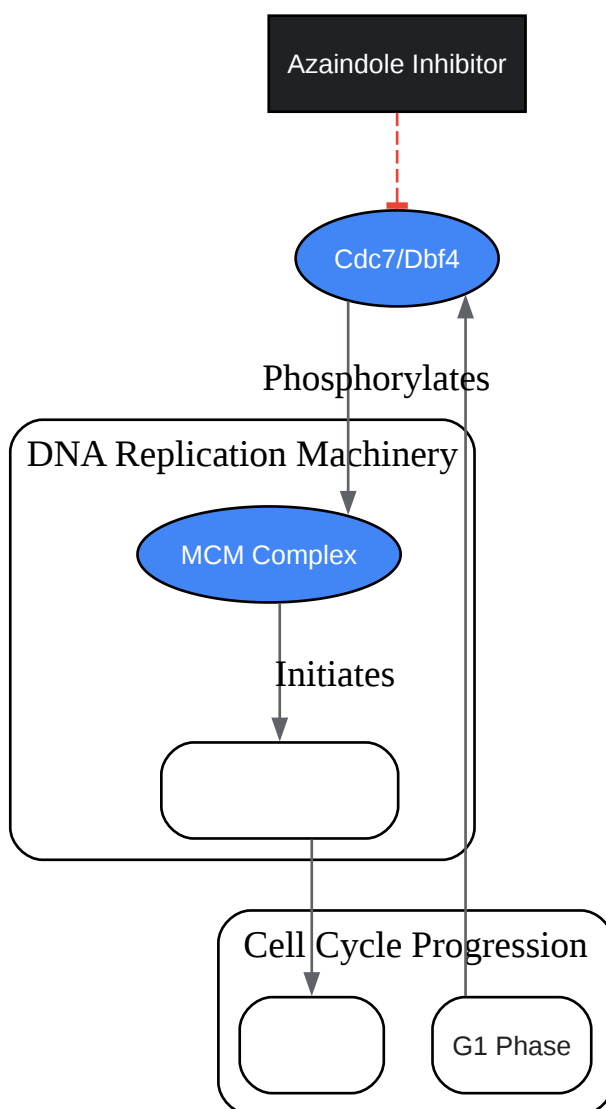 Azaindole Inhibitor
Cdc7/Dbf4
Phosphorylates
DNA Replication Machinery
MCM Complex
Initiates
Cell Cycle Progression
G1 Phase